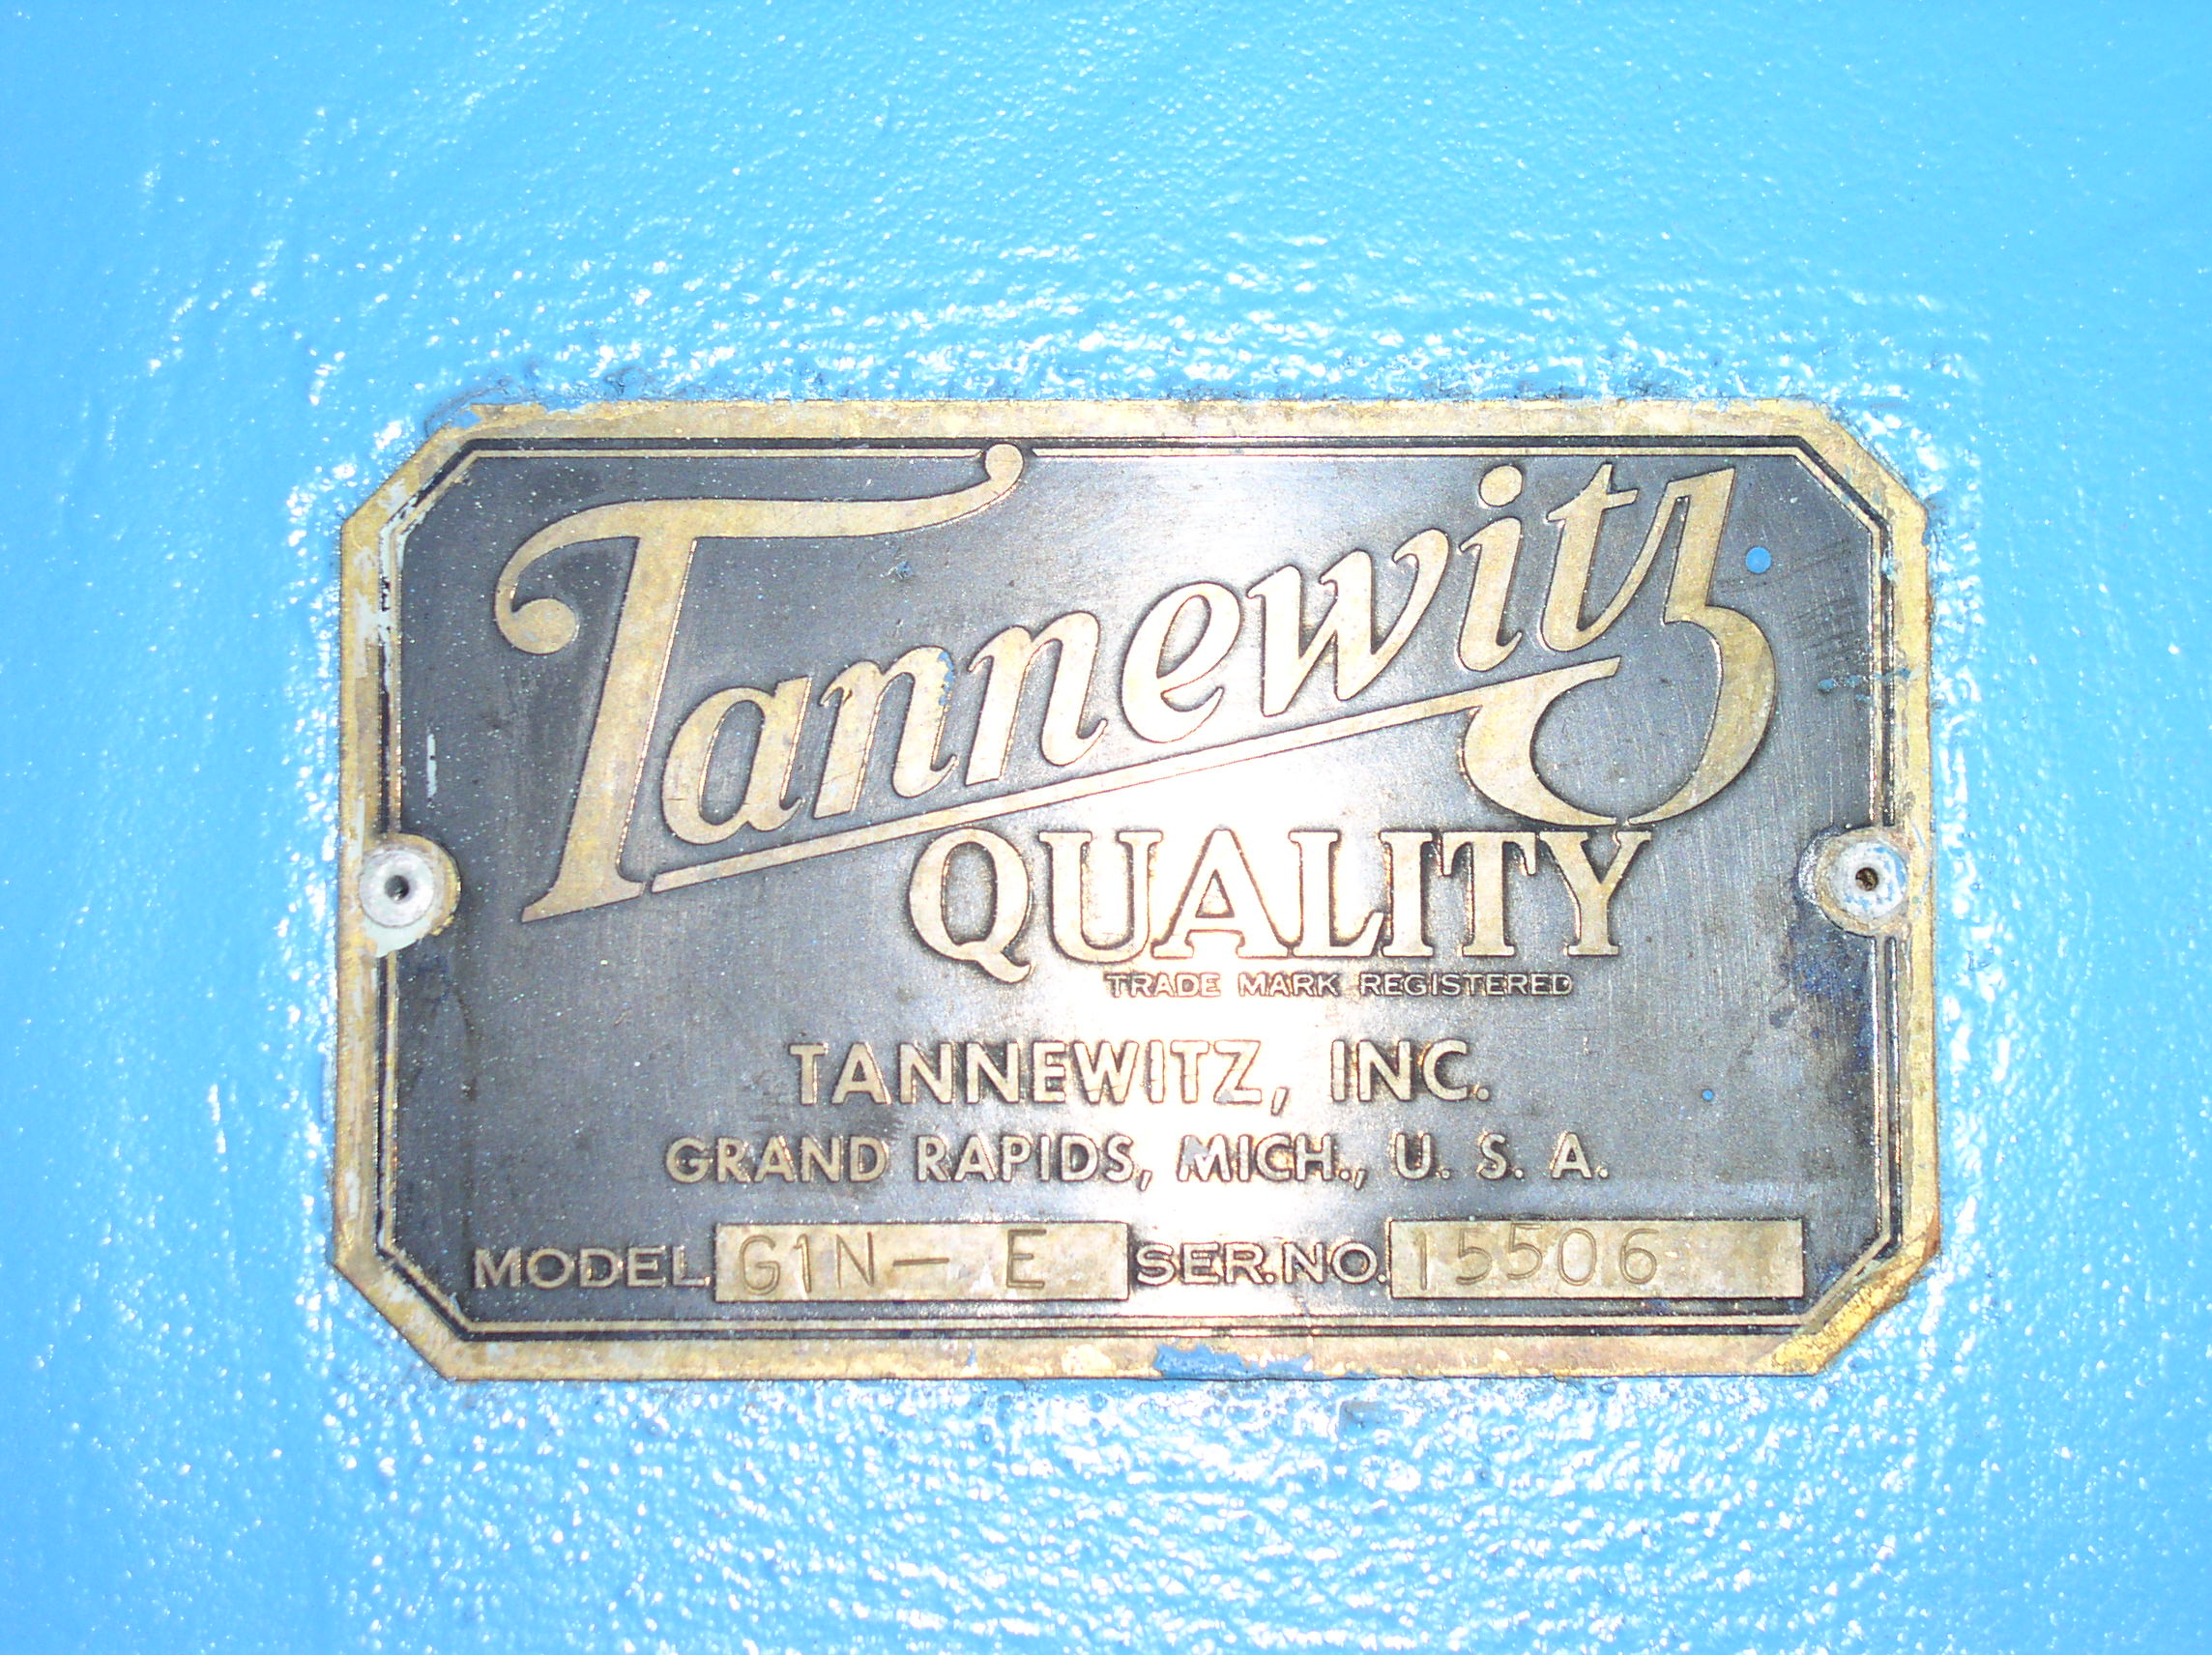 Tannewitz
QUALITY
TRADE MARK REGISTERED
TANNEWITZ, INC.
GRAND RAPIDS, MICH., U. S. A.
MODEL G1N- E SER.NO. 15506